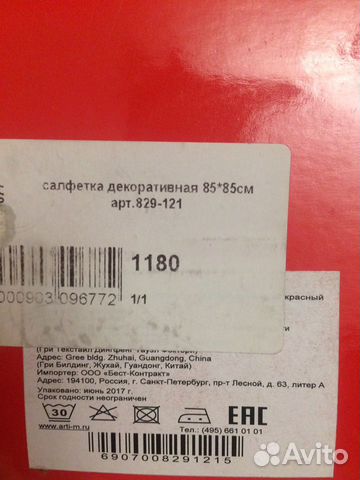 салфетка декоративная 85*85см
арт.829-121
1180
000903 096772
1/1
красный
Адрес: Gree bldg. Zhuhai, Guangdong, China
(Гри Билдинг, Жухай, Гуандонг, Китай)
Импортер: ООО «Бест-Контракт»
Адрес: 194100, Россия, г. Санкт-Петербург, пр-т Лесной, д. 63, литер А
Изготовлено: июнь 2017 г.
Срок годности неограничен
30
EAC
www.arti-m.ru
Тел.: (495) 661 01 01
6907008291215
Avito